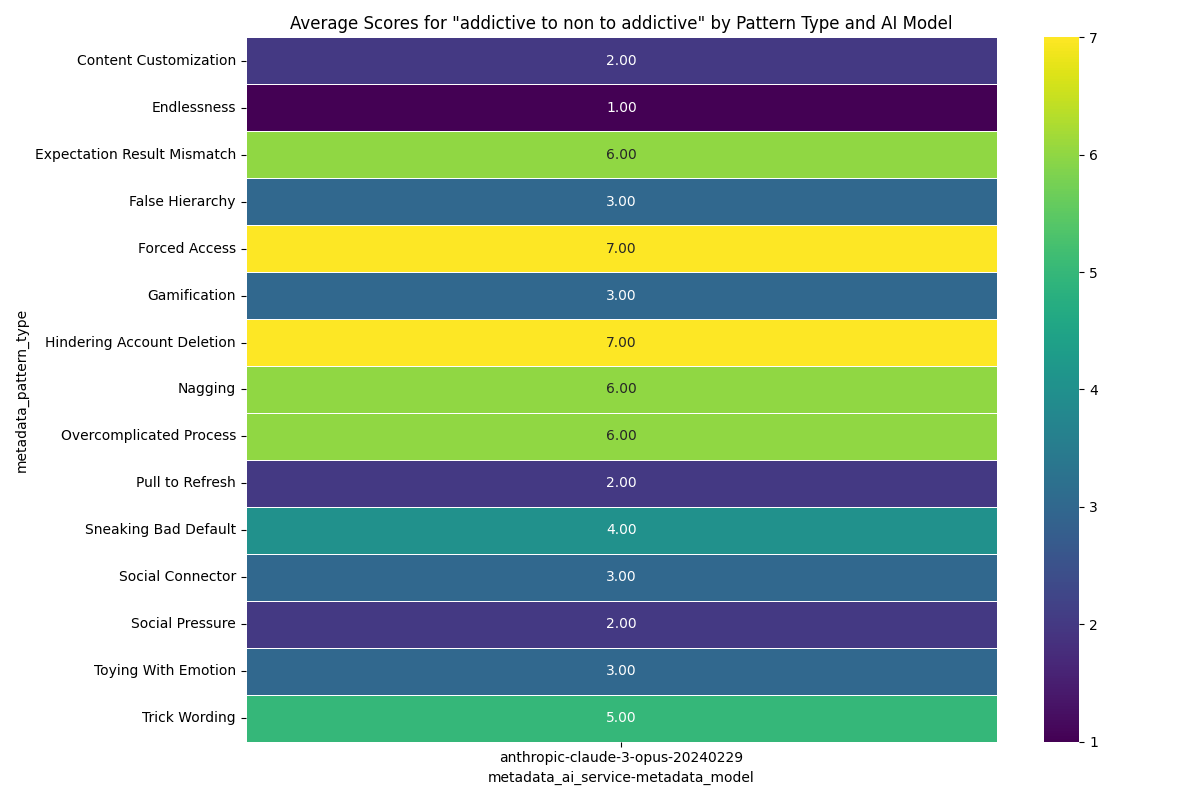 Average Scores for "addictive to non to addictive" by Pattern Type and AI Model
metadata_pattern_type
Content Customization 2.00
Endlessness 1.00
Expectation Result Mismatch 6.00
False Hierarchy 3.00
Forced Access 7.00
Gamification 3.00
Hindering Account Deletion 7.00
Nagging 6.00
Overcomplicated Process 6.00
Pull to Refresh 2.00
Sneaking Bad Default 4.00
Social Connector 3.00
Social Pressure 2.00
Toying With Emotion 3.00
Trick Wording 5.00
anthropic-claude-3-opus-20240229
metadata_ai_service-metadata_model
7
6
5
4
3
2
1